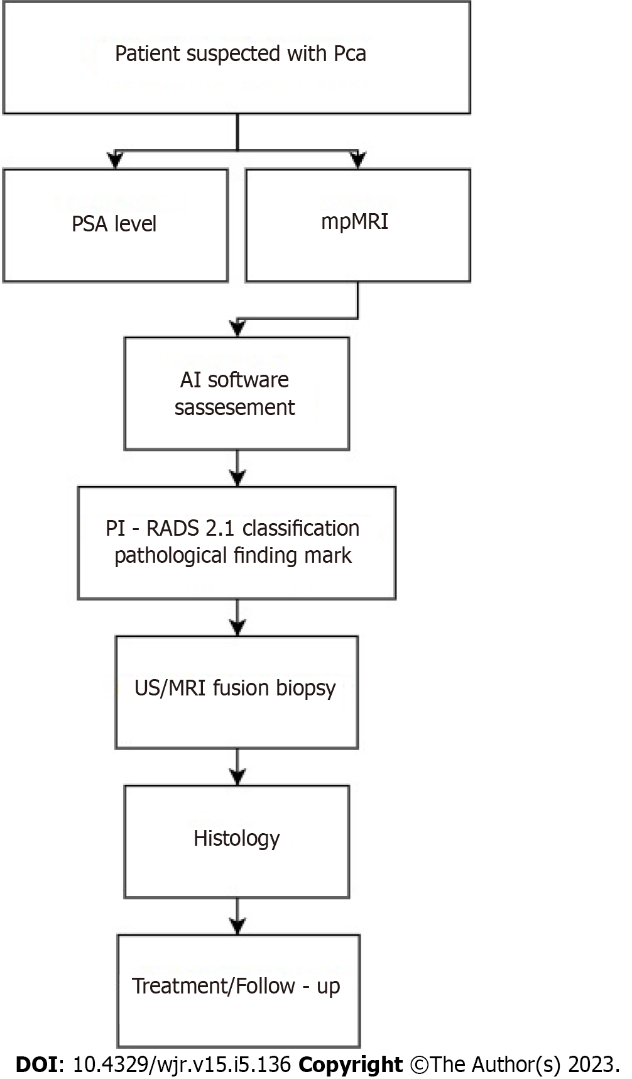 Patient suspected with Pca
PSA level
mpMRI
AI software
sassesement
PI - RADS 2.1 classification
pathological finding mark
US/MRI fusion biopsy
Histology
Treatment/Follow - up
DOI: 10.4329/wjr.v15.i5.136 Copyright ©The Author(s) 2023.